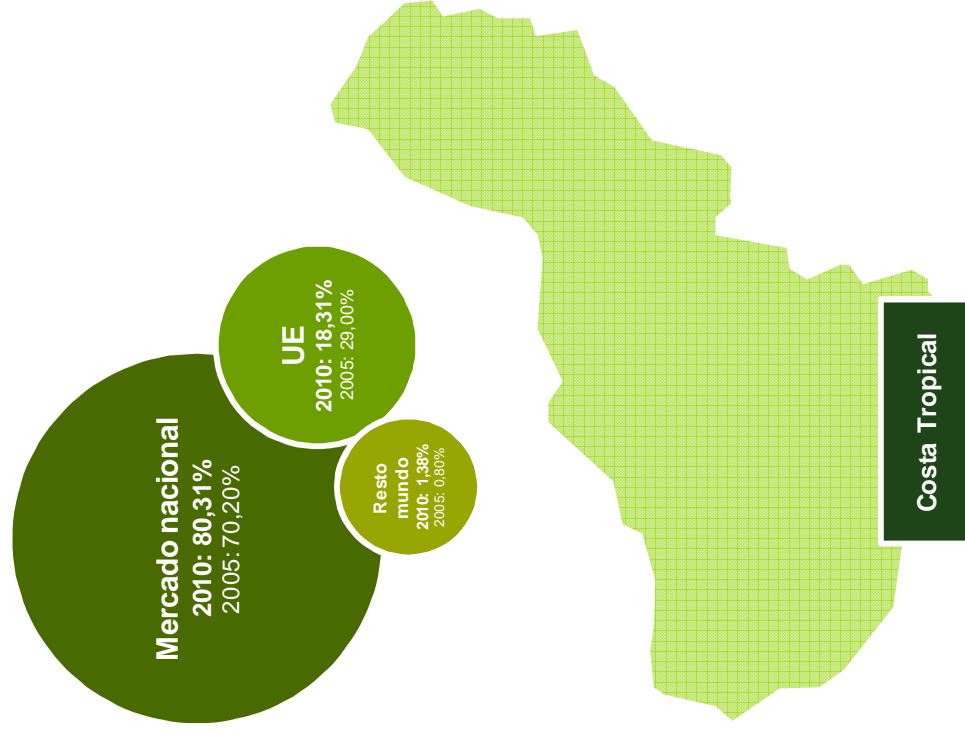 Mercado nacional
2010: 80,31%
2005: 70,20%
UE
2010: 18,31%
2005: 29,00%
Resto
mundo
2010: 1,38%
2005: 0,80%
Costa Tropical